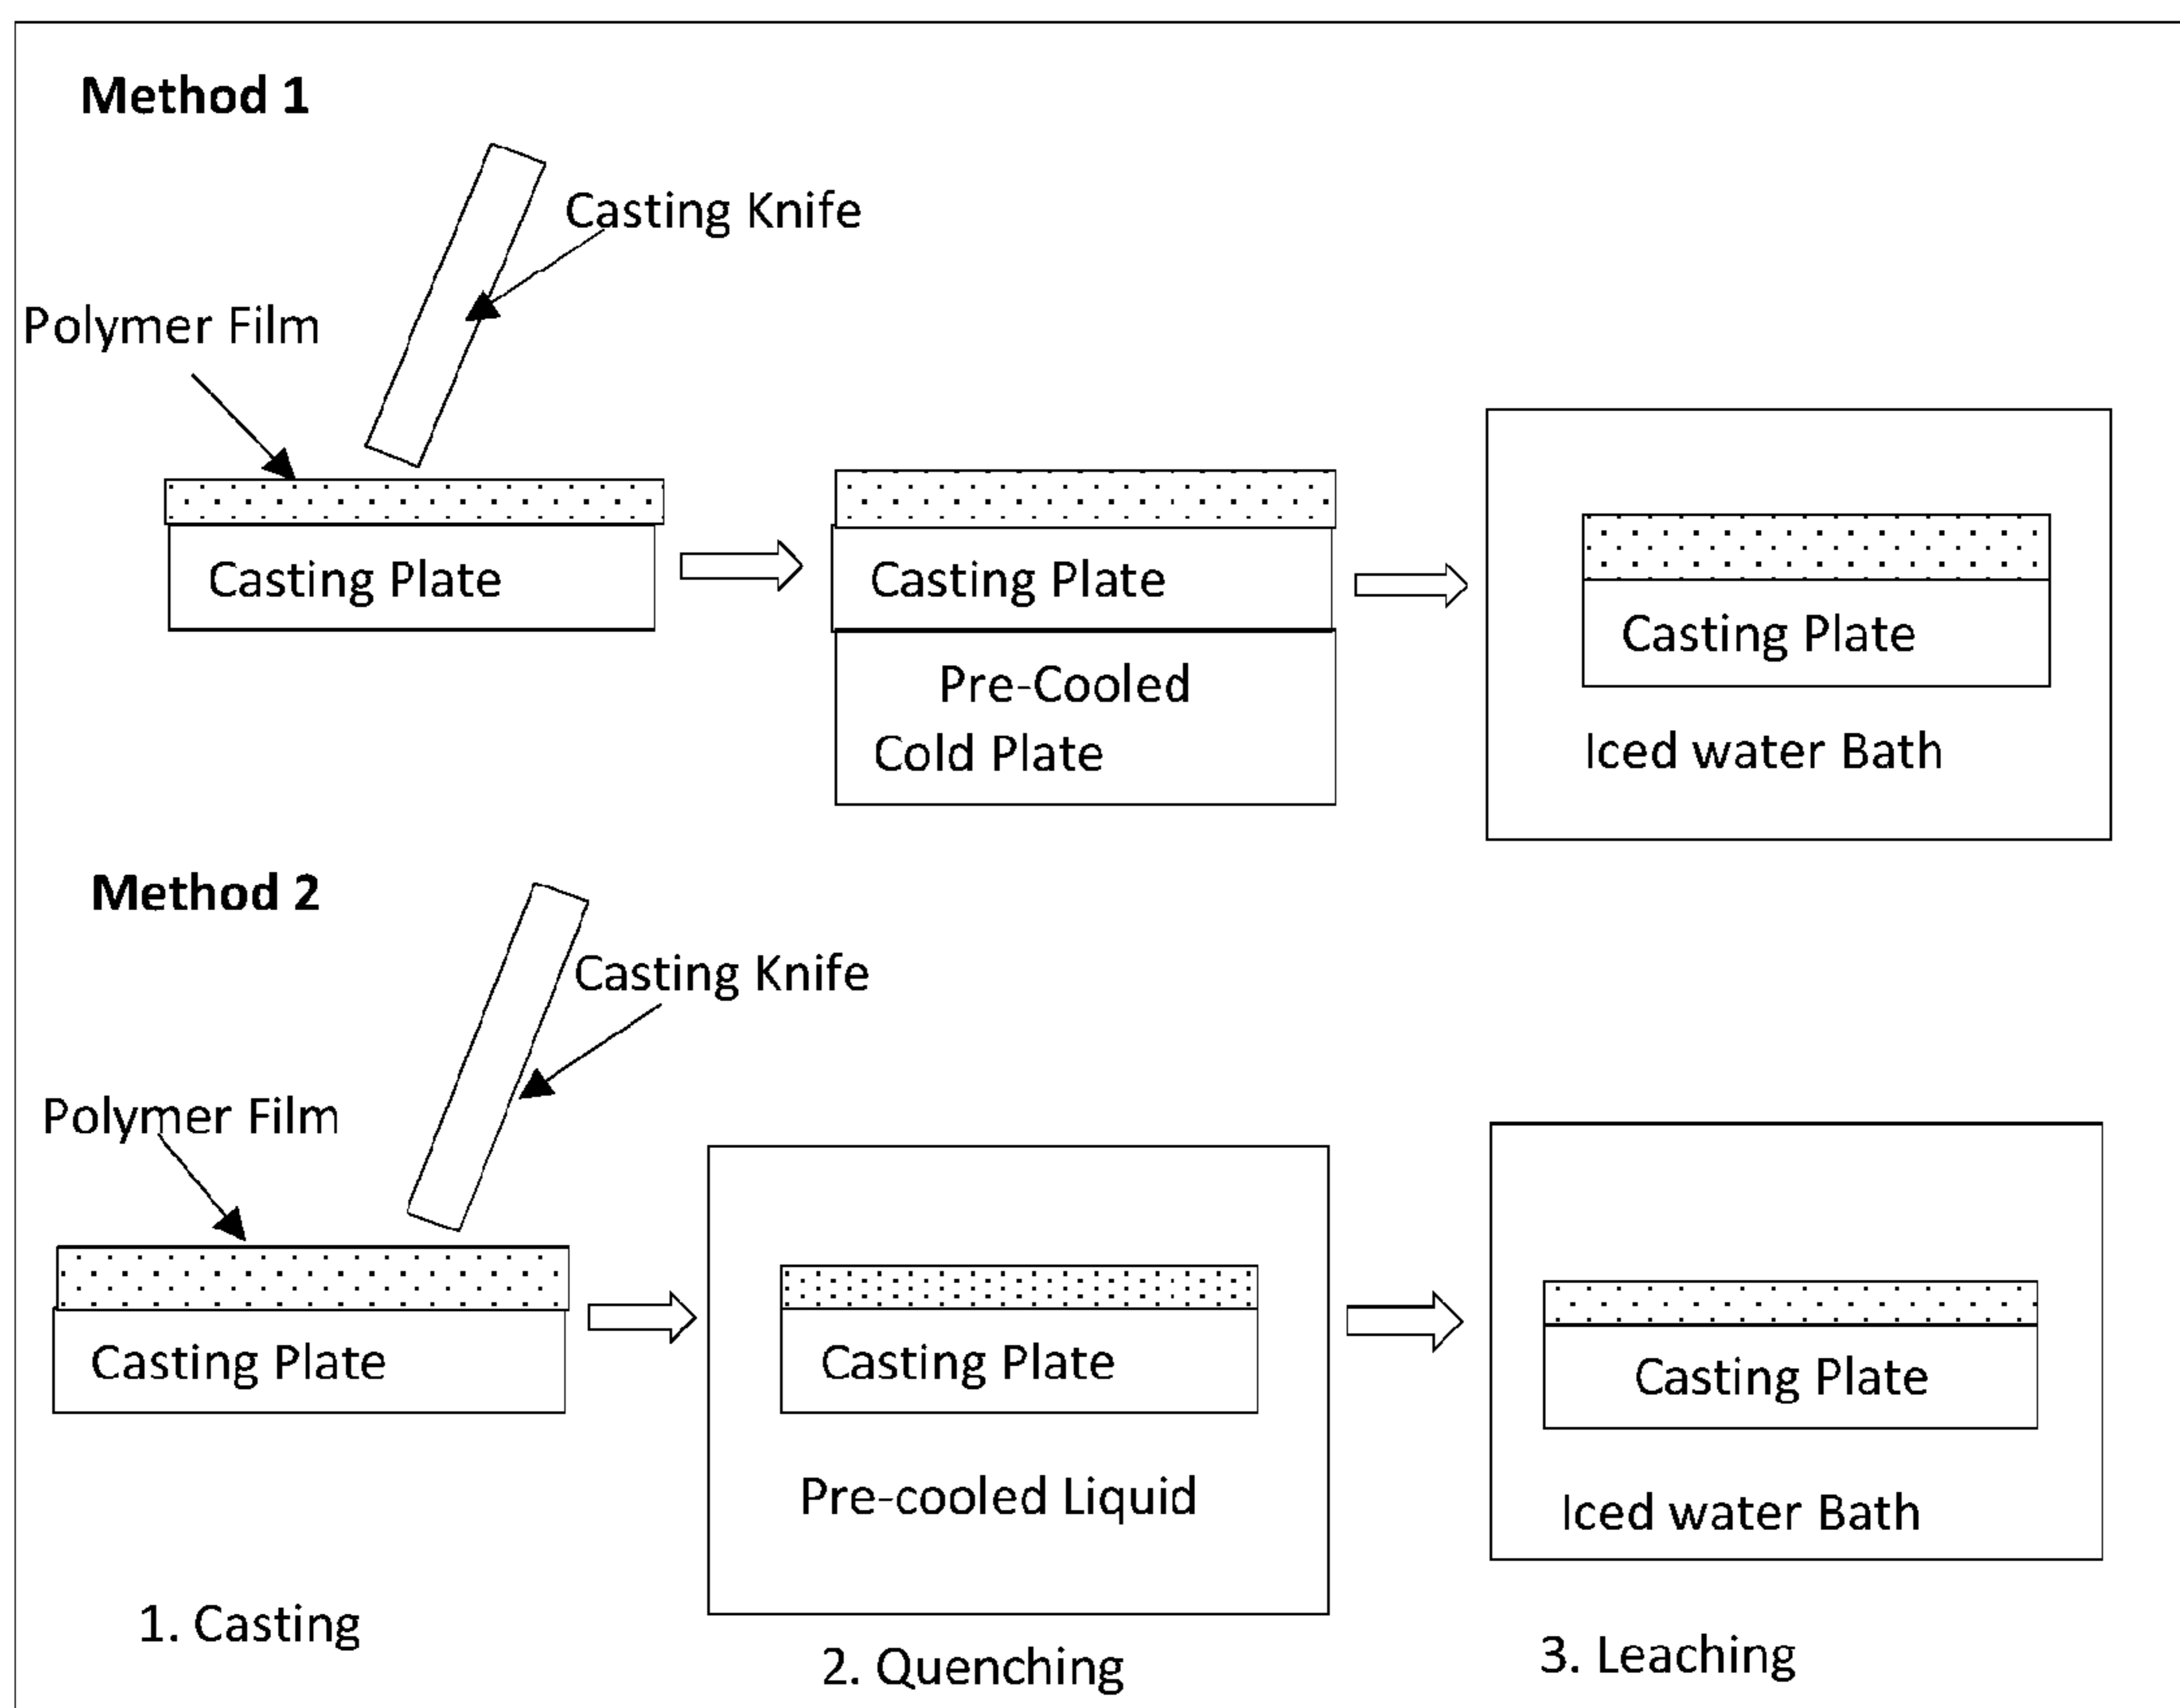 Method 1
Casting Knife
Polymer Film
Casting Plate
Casting Plate
Pre-Cooled
Cold Plate
Casting Plate
Iced water Bath
Method 2
Casting Knife
Polymer Film
Casting Plate
Casting Plate
Pre-cooled Liquid
Casting Plate
Iced water Bath
1. Casting
2. Quenching
3. Leaching